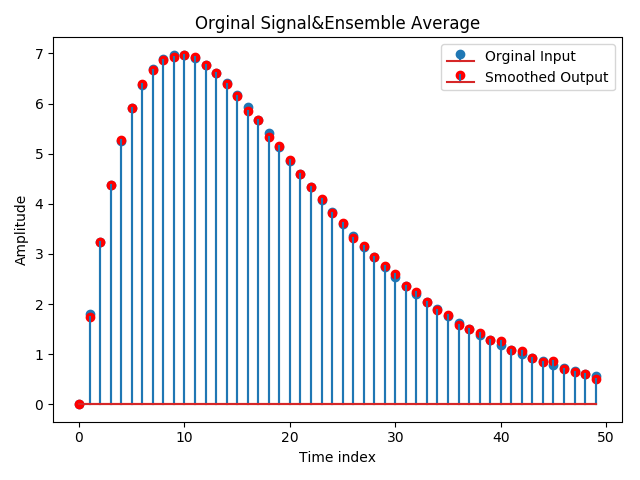 Orginal Signal&Ensemble Average
Orginal Input
Smoothed Output
Amplitude
7
6
5
4
3
2
1
0
0 10 20 30 40 50
Time index